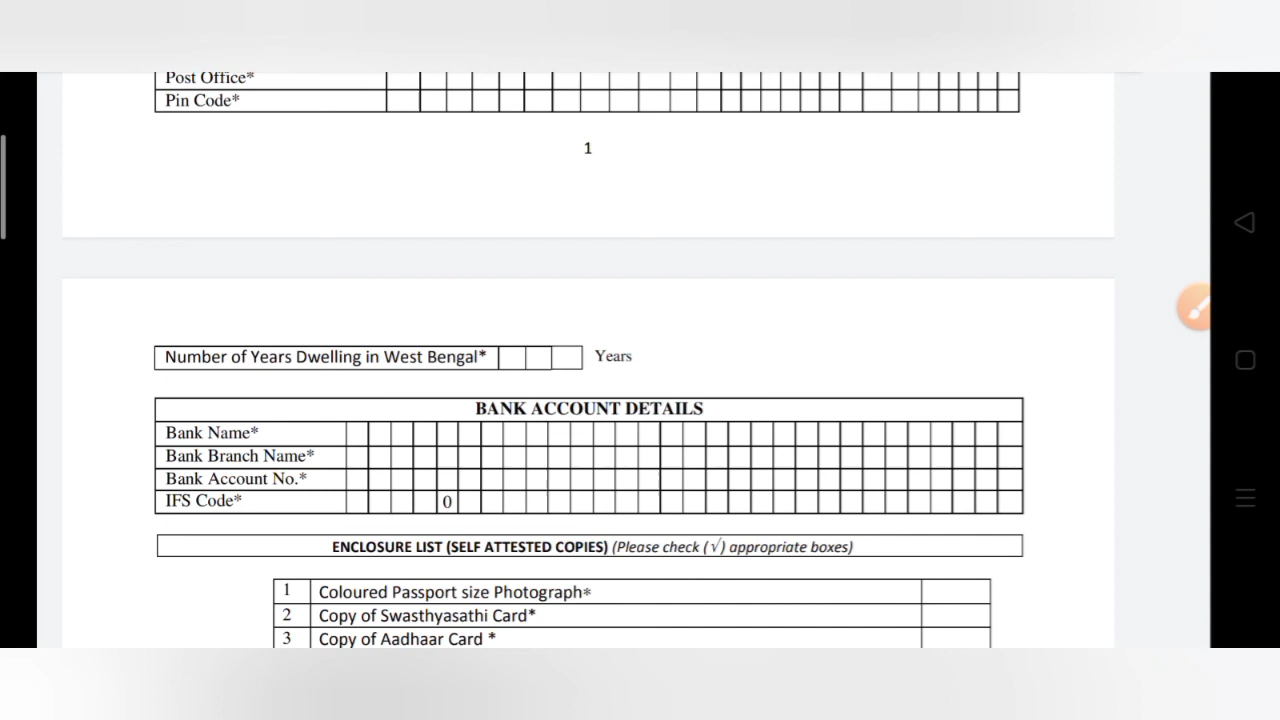 Post Office*
Pin Code*
1
Number of Years Dwelling in West Bengal* Years
BANK ACCOUNT DETAILS
Bank Name*
Bank Branch Name*
Bank Account No.*
IFS Code* 0
ENCLOSURE LIST (SELF ATTESTED COPIES) (Please check (√) appropriate boxes)
1 Coloured Passport size Photograph*
2 Copy of Swasthyasathi Card*
3 Copy of Aadhaar Card *